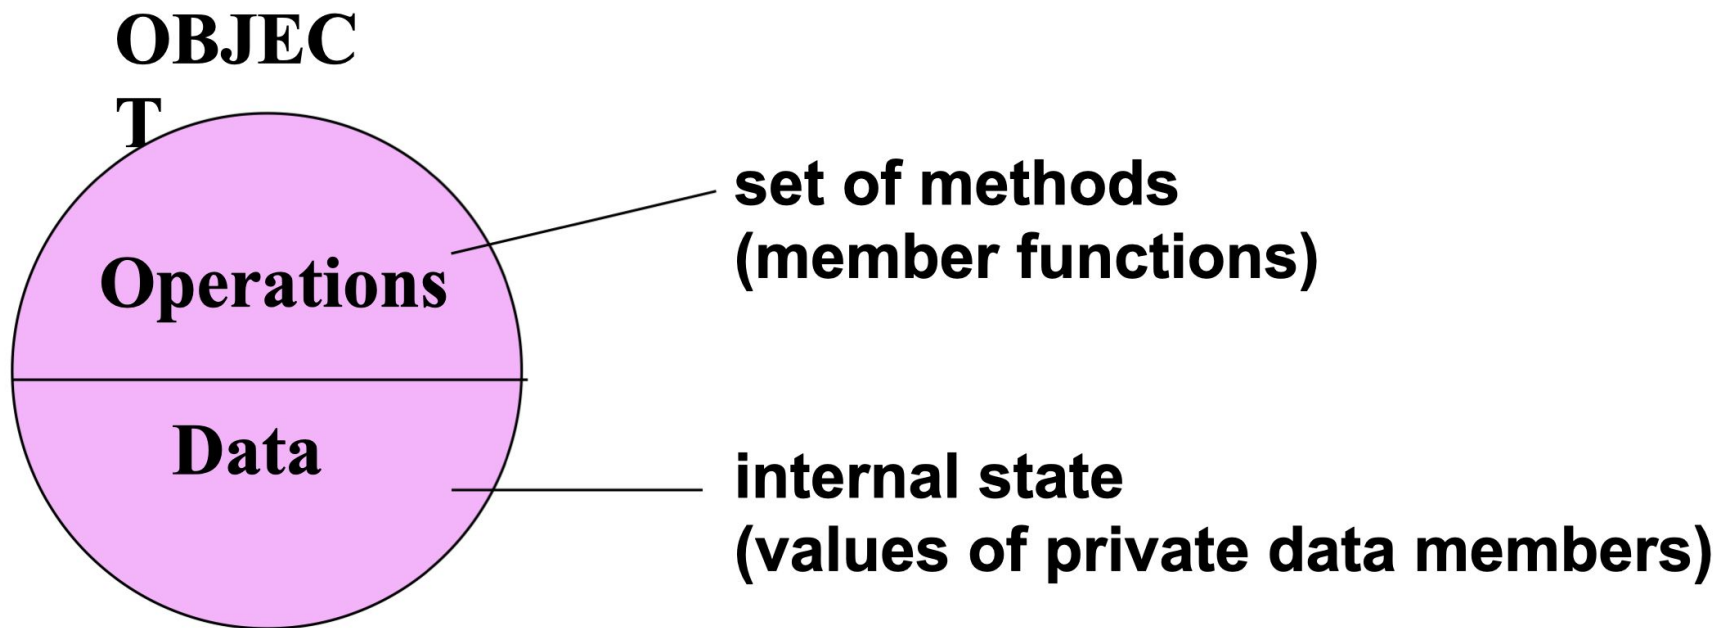 OBJEC
T
Operations
set of methods
(member functions)
Data
internal state
(values of private data members)